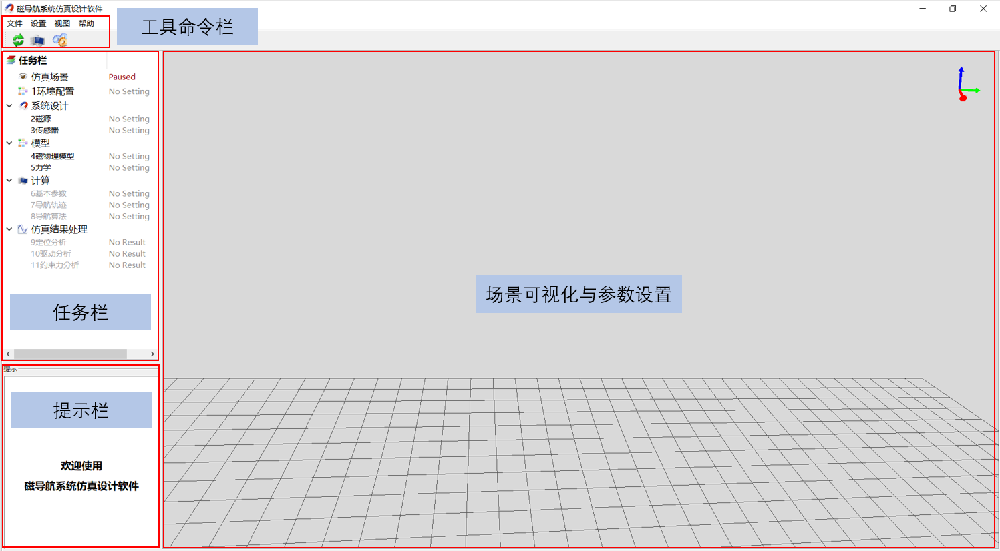 磁导航系统仿真设计软件
文件 设置 视图 帮助
工具命令栏
任务栏
仿真场景 Paused
1环境配置 No Setting
系统设计
2磁源 No Setting
3传感器 No Setting
模型
4磁物理模型 No Setting
5力学 No Setting
计算
6基本参数 No Setting
7导航轨迹 No Setting
8导航算法 No Setting
仿真结果处理
9定位分析 No Result
10驱动分析 No Result
11约束力分析 No Result
任务栏
场景可视化与参数设置
提示
提示栏
欢迎使用
磁导航系统仿真设计软件